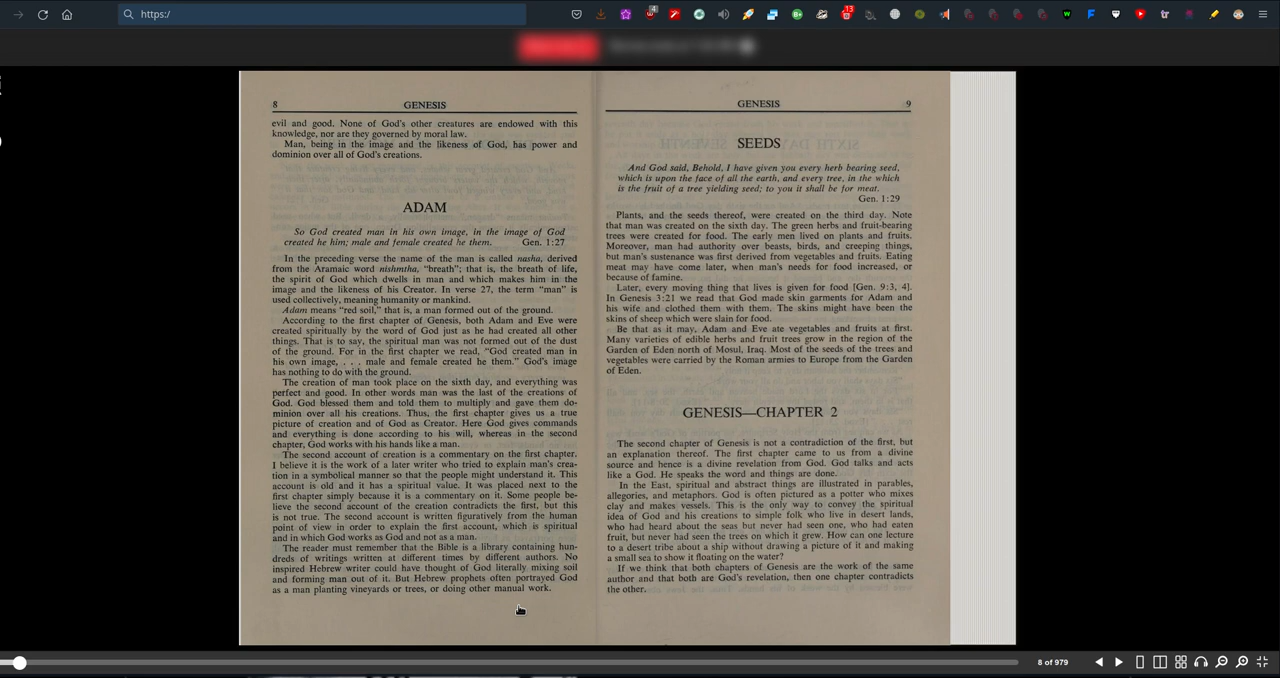 https:/
4
13
8 GENESIS
evil and good. None of God's other creatures are endowed with this
knowledge, nor are they governed by moral law.
Man, being in the image and the likeness of God, has power and
dominion over all of God's creations.
ADAM
So God created man in his own image, in the image of God
created he him; male and female created he them. Gen. 1:27
In the preceding verse the name of the man is called nasha, derived
from the Aramaic word nishmtha, "breath"; that is, the breath of life,
the spirit of God which dwells in man and which makes him in the
image and the likeness of his Creator. In verse 27, the term "man" is
used collectively, meaning humanity or mankind.
Adam means "red soil," that is, a man formed out of the ground.
According to the first chapter of Genesis, both Adam and Eve were
created spiritually by the word of God just as he had created all other
things. That is to say, the spiritual man was not formed out of the dust
of the ground. For in the first chapter we read, "God created man in
his own image, . . . male and female created he them." God's image
has nothing to do with the ground.
The creation of man took place on the sixth day, and everything was
perfect and good. In other words man was the last of the creations of
God. God blessed them and told them to multiply and gave them do-
minion over all his creations. Thus, the first chapter gives us a true
picture of creation and of God as Creator. Here God gives commands
and everything is done according to his will, whereas in the second
chapter, God works with his hands like a man.
The second account of creation is a commentary on the first chapter.
I believe it is the work of a later writer who tried to explain man's crea-
tion in a symbolical manner so that the people might understand it. This
account is old and it has a spiritual value. It was placed next to the
first chapter simply because it is a commentary on it. Some people be-
lieve the second account of the creation contradicts the first, but this
is not true. The second account is written figuratively from the human
point of view in order to explain the first account, which is spiritual
and in which God works as God and not as a man.
The reader must remember that the Bible is a library containing hun-
dreds of writings written at different times by different authors. No
inspired Hebrew writer could have thought of God literally mixing soil
and forming man out of it. But Hebrew prophets often portrayed God
as a man planting vineyards or trees, or doing other manual work.
GENESIS 9
SEEDS
And God said, Behold, I have given you every herb bearing seed,
which is upon the face of all the earth, and every tree, in the which
is the fruit of a tree yielding seed; to you it shall be for meat.
Gen. 1:29
Plants, and the seeds thereof, were created on the third day. Note
that man was created on the sixth day. The green herbs and fruit-bearing
trees were created for food. The early men lived on plants and fruits.
Moreover, man had authority over beasts, birds, and creeping things,
but man's sustenance was first derived from vegetables and fruits. Eating
meat may have come later, when man's needs for food increased, or
because of famine.
Later, every moving thing that lives is given for food [Gen. 9:3, 4].
In Genesis 3:21 we read that God made skin garments for Adam and
his wife and clothed them with them. The skins might have been the
skins of sheep which were slain for food.
Be that as it may, Adam and Eve ate vegetables and fruits at first.
Many varieties of edible herbs and fruit trees grow in the region of the
Garden of Eden north of Mosul, Iraq. Most of the seeds of the trees and
vegetables were carried by the Roman armies to Europe from the Garden
of Eden.
GENESIS—CHAPTER 2
The second chapter of Genesis is not a contradiction of the first, but
an explanation thereof. The first chapter came to us from a divine
source and hence is a divine revelation from God. God talks and acts
like a God. He speaks the word and things are done.
In the East, spiritual and abstract things are illustrated in parables,
allegories, and metaphors. God is often pictured as a potter who mixes
clay and makes vessels. This is the only way to convey the spiritual
idea of God and his creations to simple folk who live in desert lands,
who had heard about the seas but never had seen one, who had eaten
fruit, but never had seen the trees on which it grew. How can one lecture
to a desert tribe about a ship without drawing a picture of it and making
a small sea to show it floating on the water?
If we think that both chapters of Genesis are the work of the same
author and that both are God's revelation, then one chapter contradicts
the other.
8 of 979